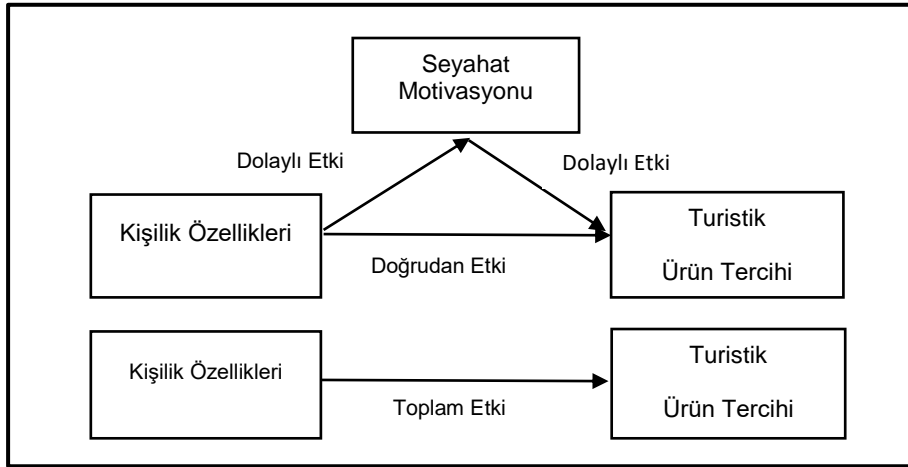 Seyahat
Motivasyonu
Dolaylı Etki
Dolaylı Etki
Kişilik Özellikleri
Turistik
Ürün Tercihi
Doğrudan Etki
Kişilik Özellikleri
Turistik
Ürün Tercihi
Toplam Etki